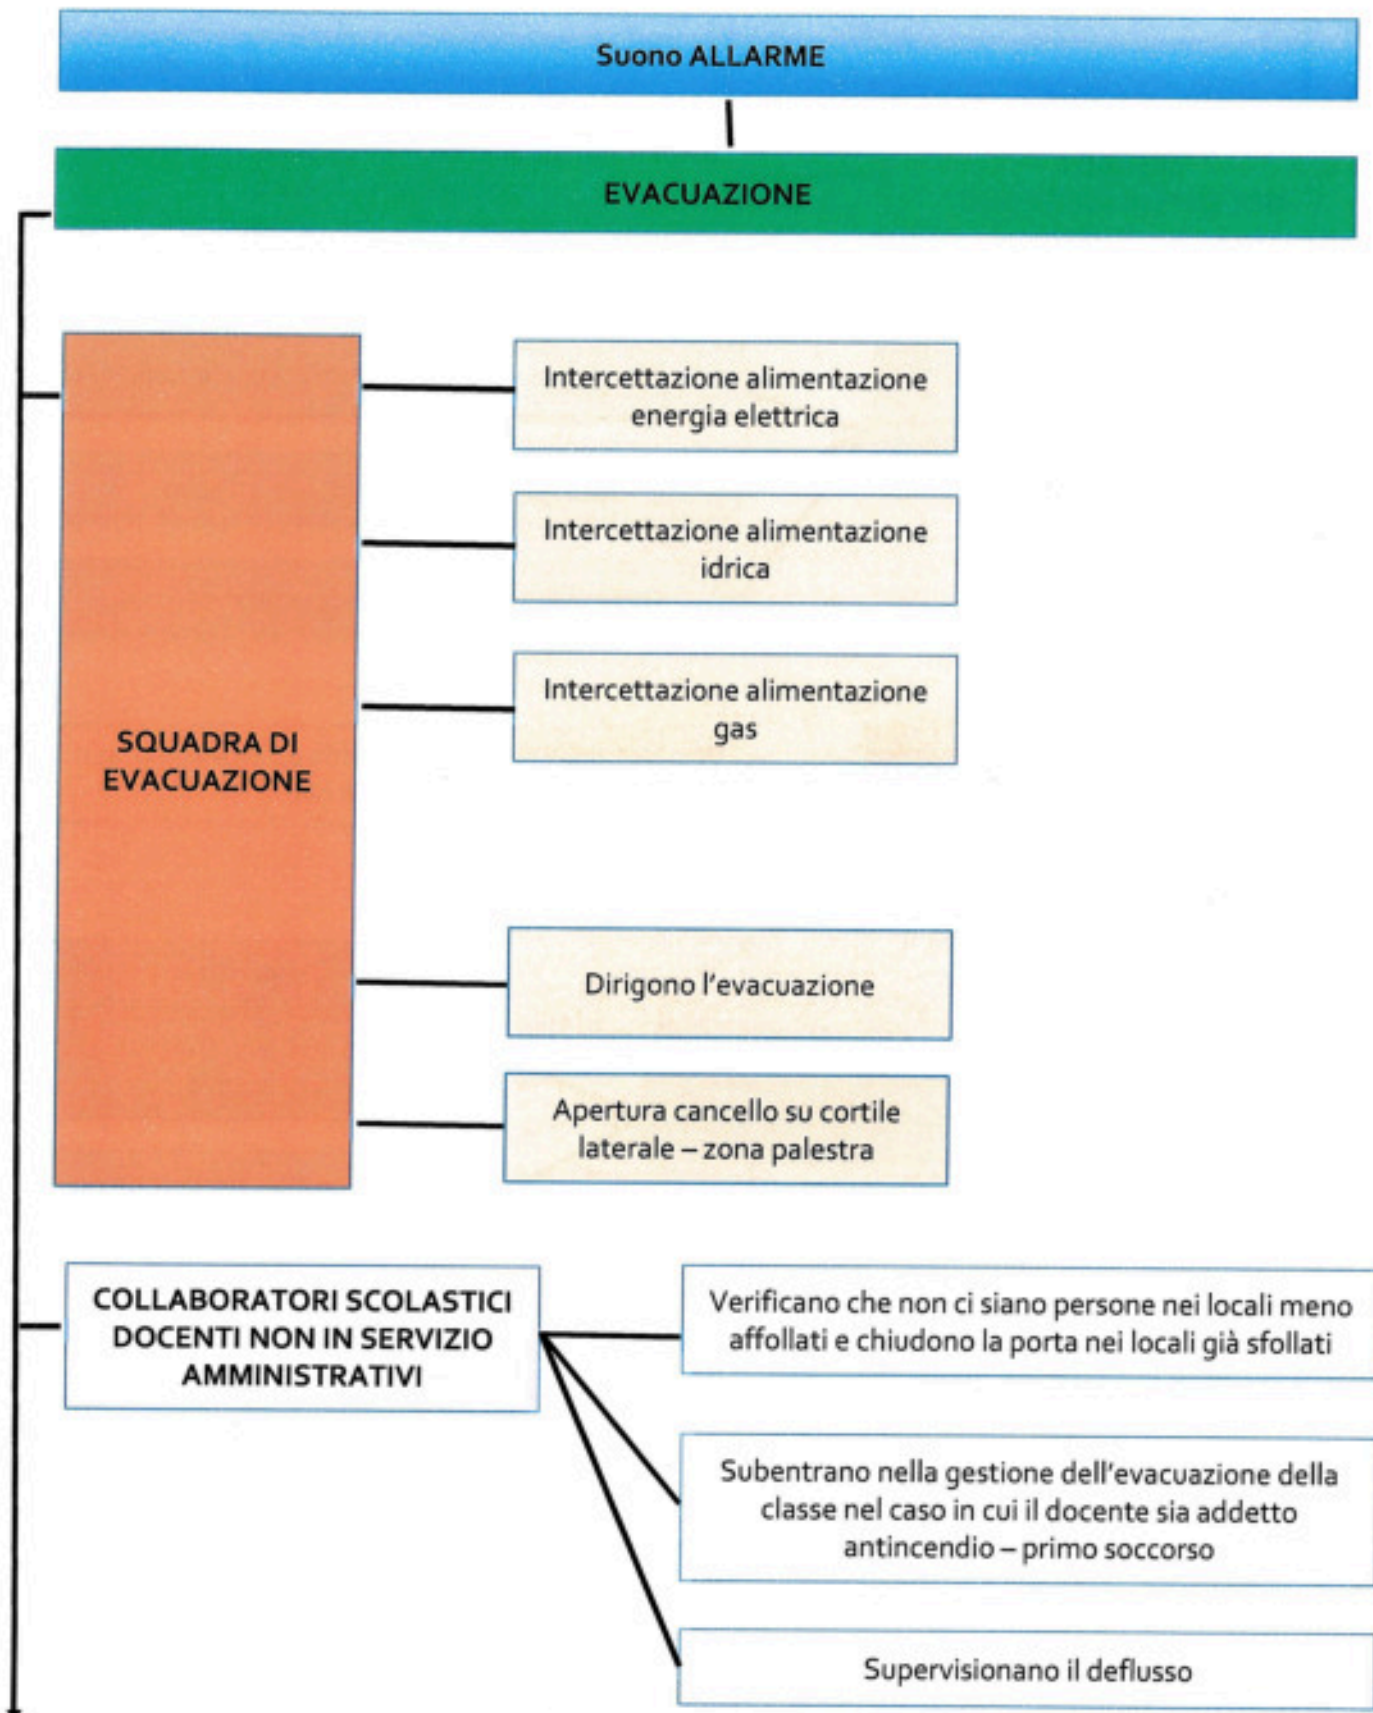 Suono ALLARME
EVACUAZIONE
SQUADRA DI
EVACUAZIONE
Intercettazione alimentazione
energia elettrica
Intercettazione alimentazione
idrica
Intercettazione alimentazione
gas
Dirigono l'evacuazione
Apertura cancello su cortile
laterale – zona palestra
COLLABORATORI SCOLASTICI
DOCENTI NON IN SERVIZIO
AMMINISTRATIVI
Verificano che non ci siano persone nei locali meno
affollati e chiudono la porta nei locali già sfollati
Subentrano nella gestione dell'evacuazione della
classe nel caso in cui il docente sia addetto
antincendio – primo soccorso
Supervisionano il deflusso